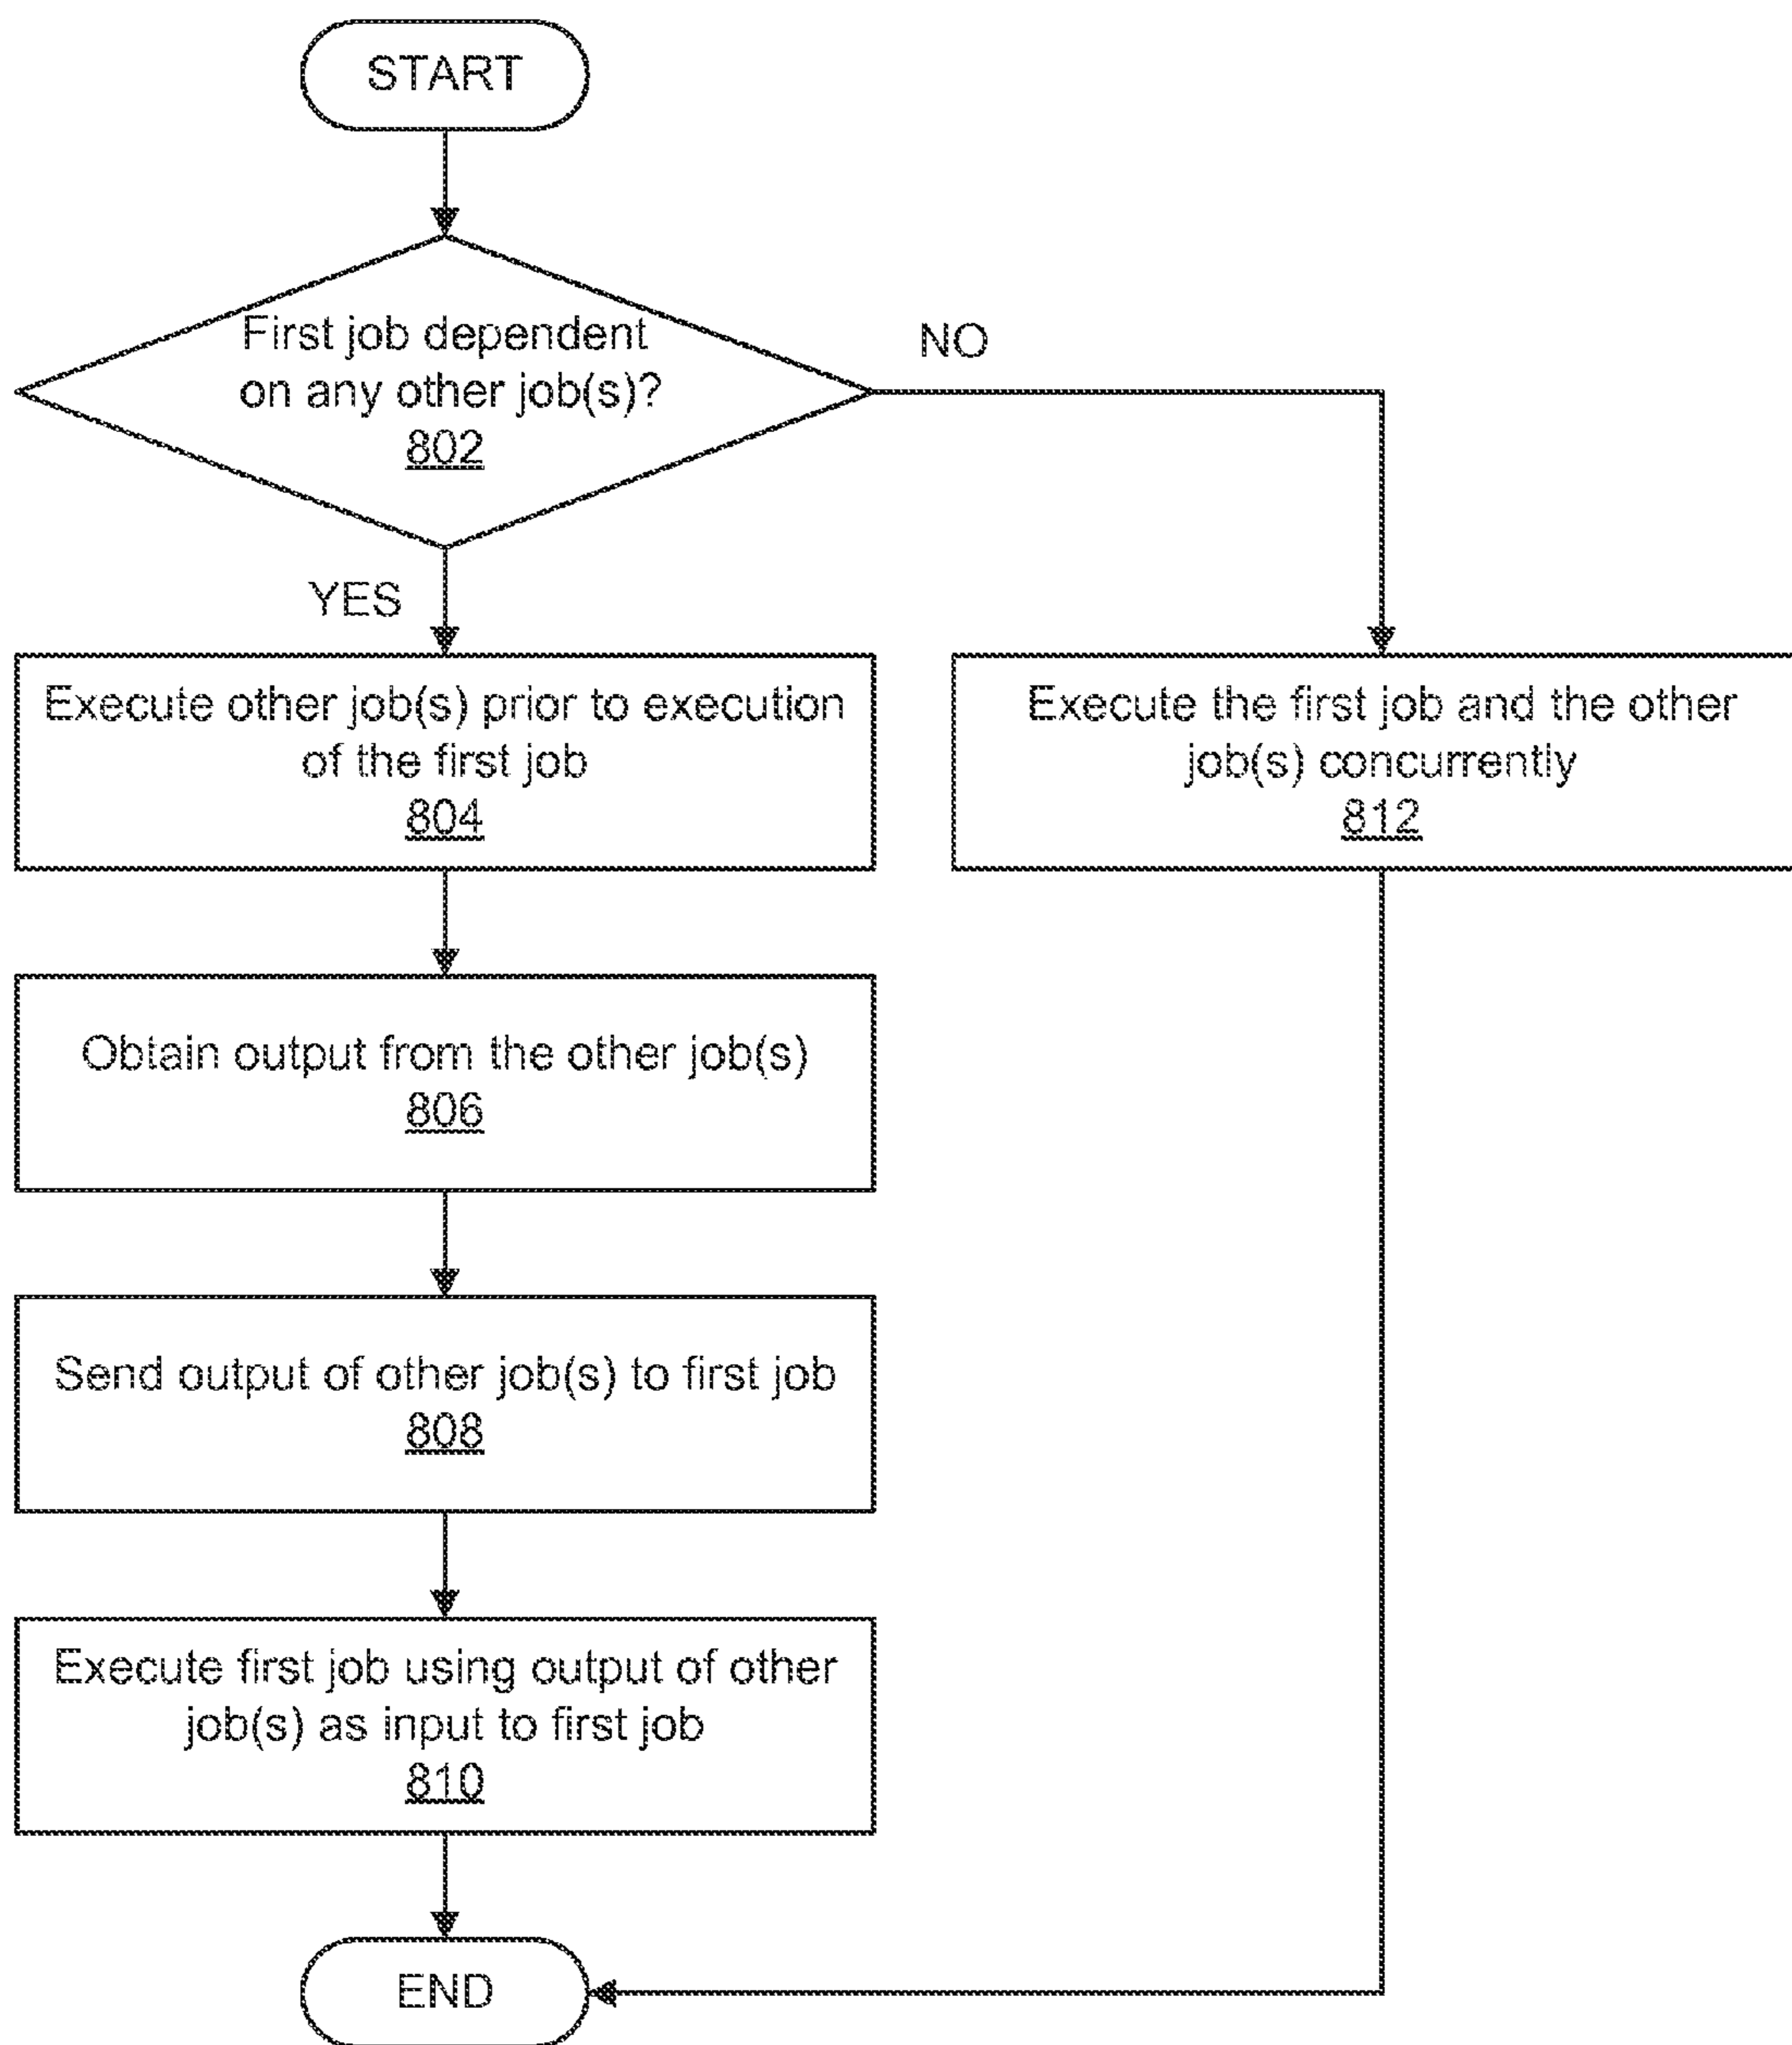 START
First job dependent
on any other job(s)?
802
NO
YES
Execute other job(s) prior to execution
of the first job
804
Execute the first job and the other
job(s) concurrently
812
Obtain output from the other job(s)
806
Send output of other job(s) to first job
808
Execute first job using output of other
job(s) as input to first job
810
END